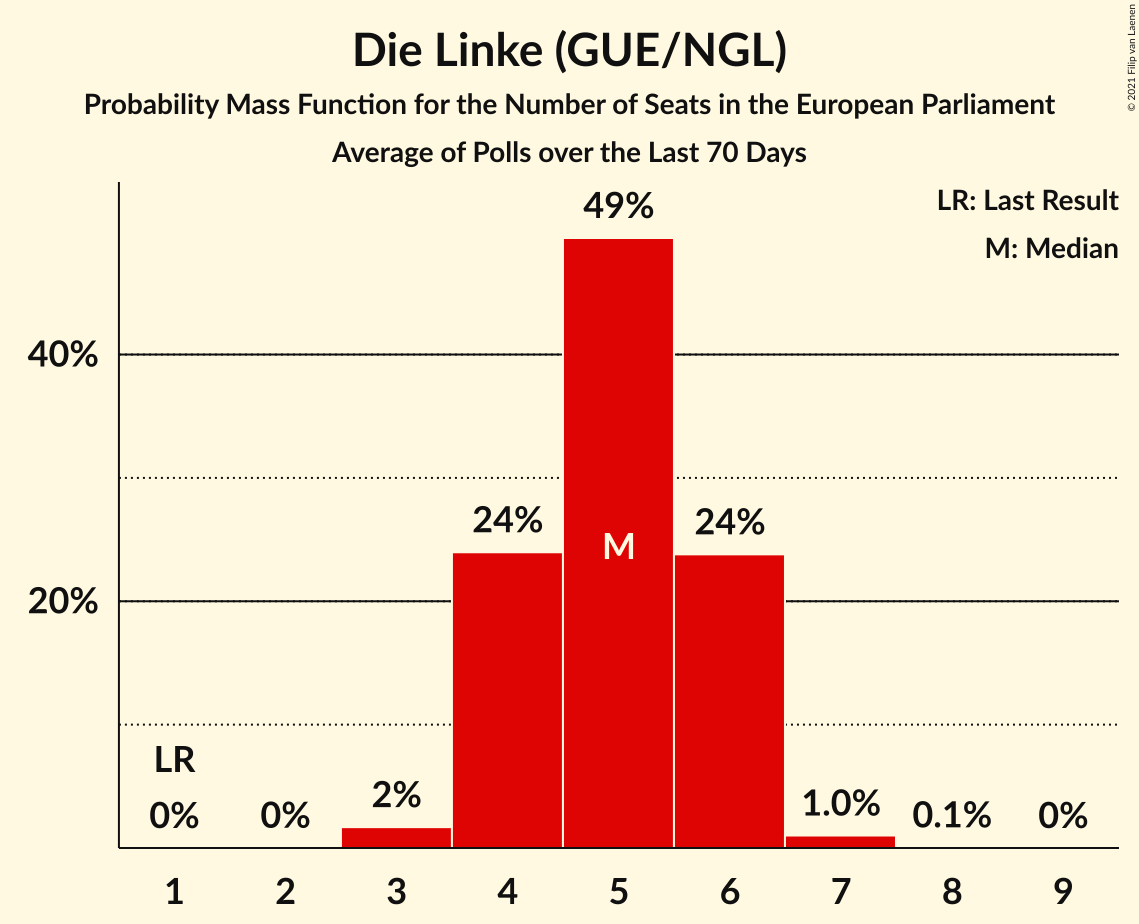 Die Linke (GUE/NGL)
Probability Mass Function for the Number of Seats in the European Parliament
Average of Polls over the Last 70 Days
© 2021 Filip van Laenen
LR: Last Result
M: Median
49%
40%
24%
24%
M
20%
LR
0%
0%
2%
1.0%
0.1%
0%
1 2 3 4 5 6 7 8 9